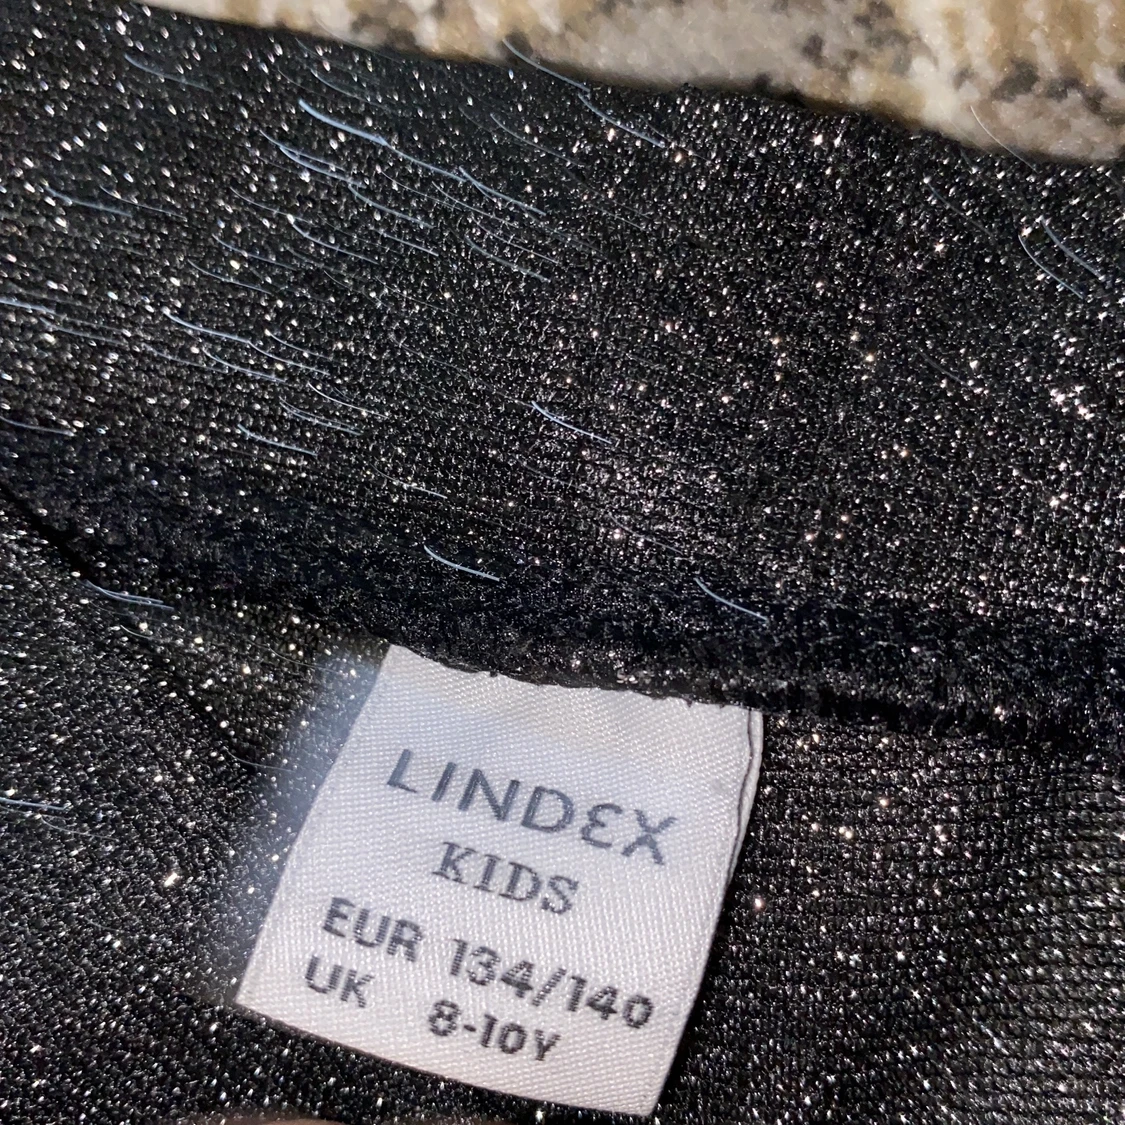 LINDEX
KIDS
EUR 134/140
UK 8-10Y